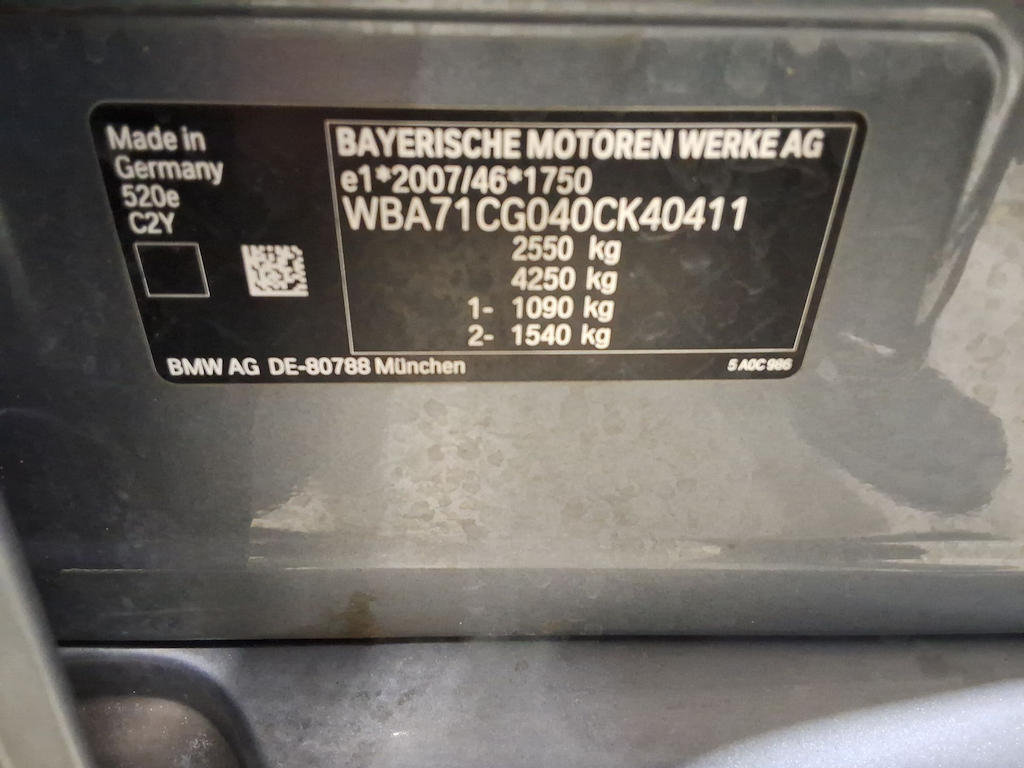 Made in
Germany
520e
C2Y
BAYERISCHE MOTOREN WERKE AG
e1*2007/46*1750
WBA71CG040CK40411
2550 kg
4250 kg
1- 1090 kg
2- 1540 kg
BMW AG DE-80788 München
5 A0C 986